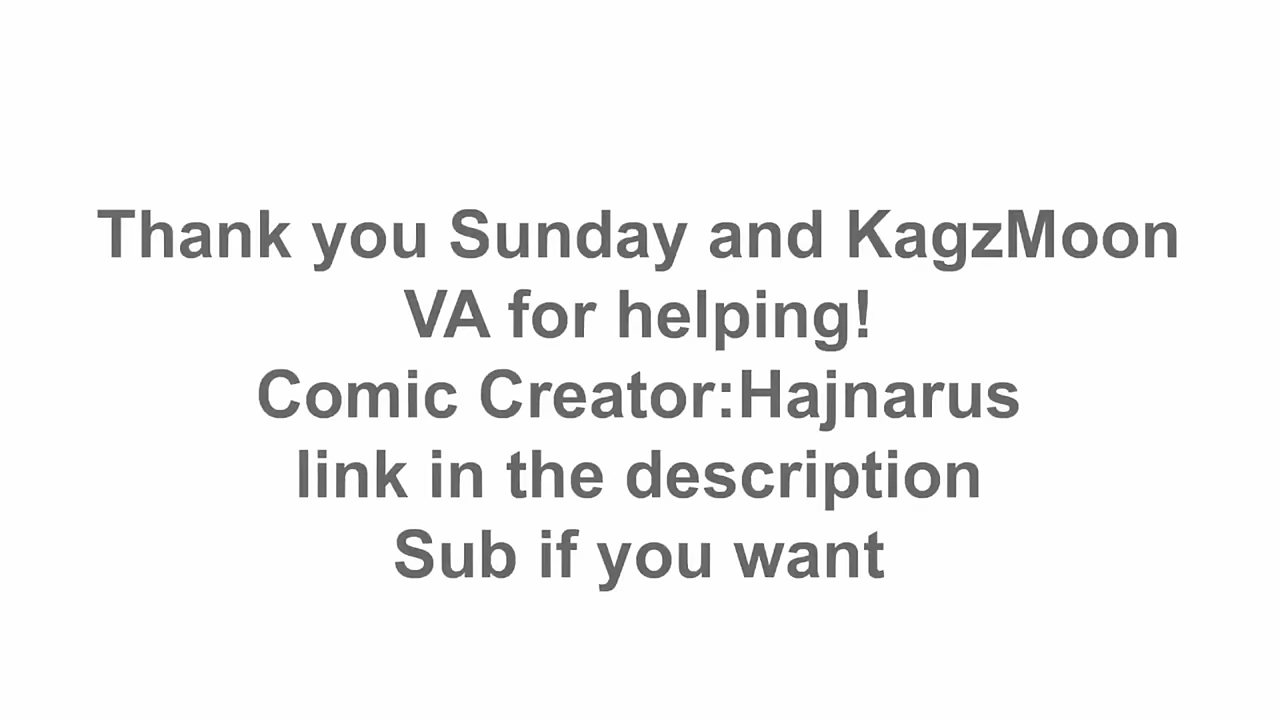 Thank you Sunday and KagzMoon
VA for helping!
Comic Creator:Hajnarus
link in the description
Sub if you want